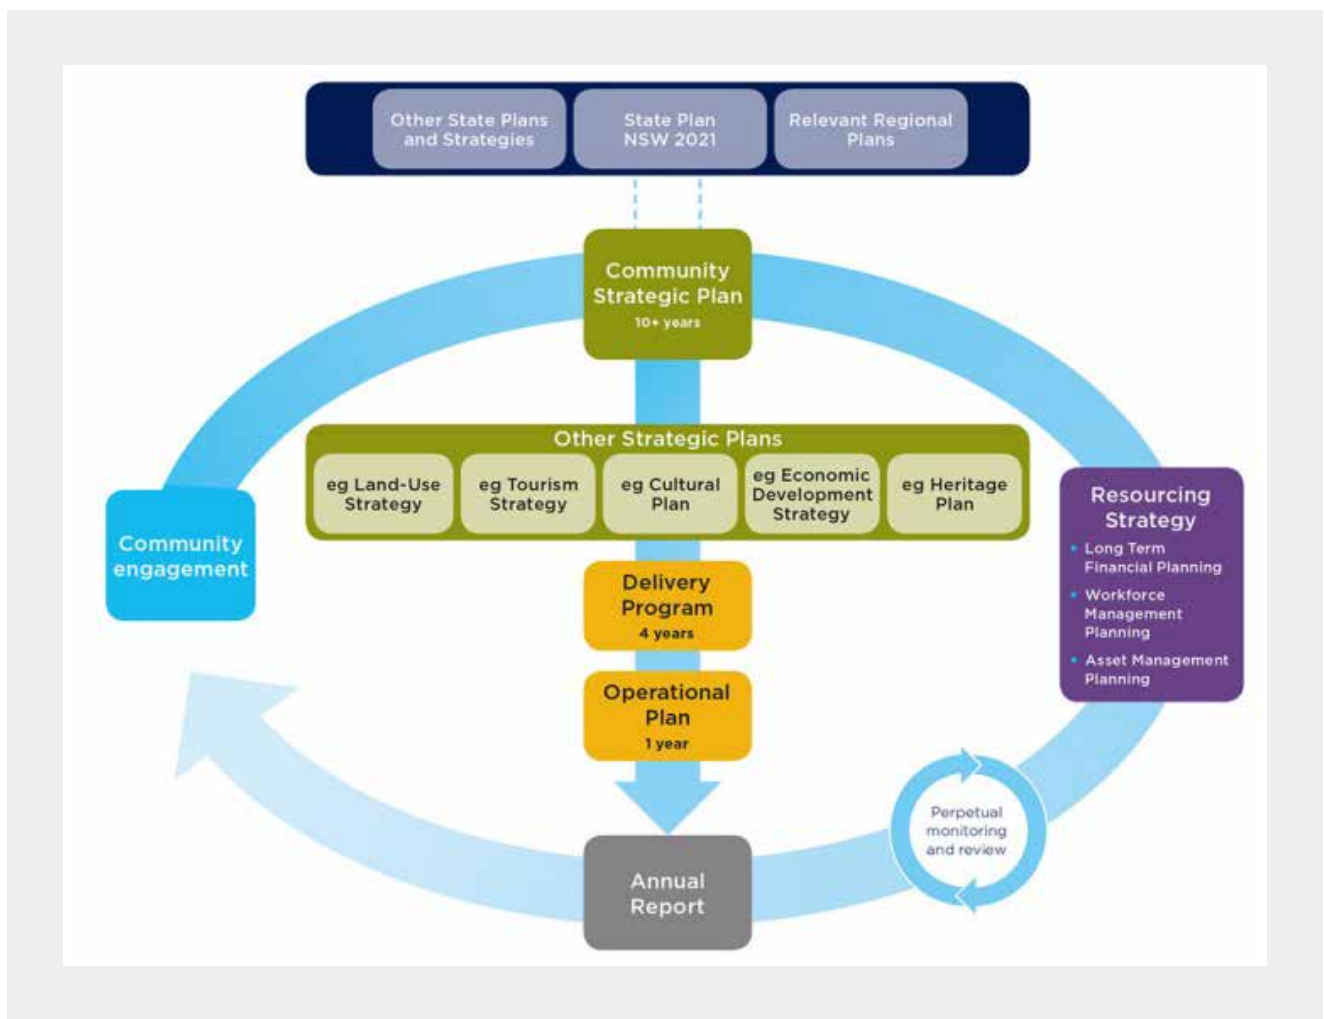 Other State Plans
and Strategies
State Plan
NSW 2021
Relevant Regional
Plans
Community
Strategic Plan
10+ years
Other Strategic Plans
eg Land-Use
Strategy
eg Tourism
Strategy
eg Cultural
Plan
eg Economic
Development
Strategy
eg Heritage
Plan
Community
engagement
Resourcing
Strategy
• Long Term
Financial Planning
• Workforce
Management
Planning
• Asset Management
Planning
Delivery
Program
4 years
Operational
Plan
1 year
Perpetual
monitoring
and review
Annual
Report